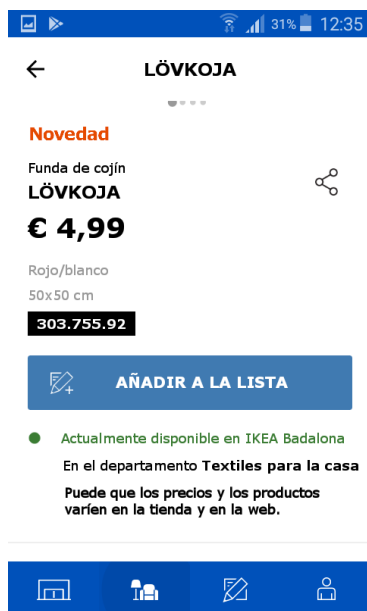 31% 12:35
LÖVKOJA
Novedad
Funda de cojín
LÖVKOJA
€ 4,99
Rojo/blanco
50x50 cm
303.755.92
AÑADIR A LA LISTA
Actualmente disponible en IKEA Badalona
En el departamento Textiles para la casa
Puede que los precios y los productos
varíen en la tienda y en la web.